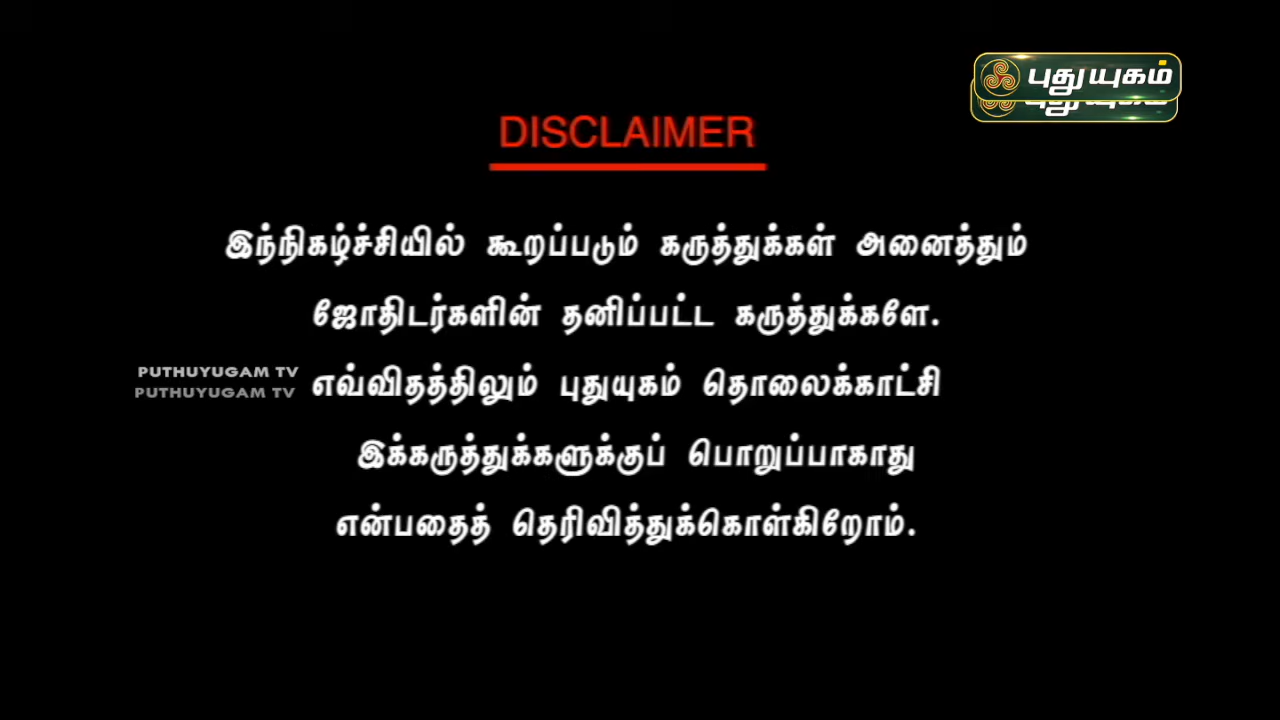 புதுயுகம்
புதுயுகம்
DISCLAIMER
இந்நிகழ்ச்சியில் கூறப்படும் கருத்துக்கள் அனைத்தும்
ஜோதிடர்களின் தனிப்பட்ட கருத்துக்களே.
PUTHUYUGAM TV
PUTHUYUGAM TV
எவ்விதத்திலும் புதுயுகம் தொலைக்காட்சி
இக்கருத்துக்களுக்குப் பொறுப்பாகாது
என்பதைத் தெரிவித்துக்கொள்கிறோம்.